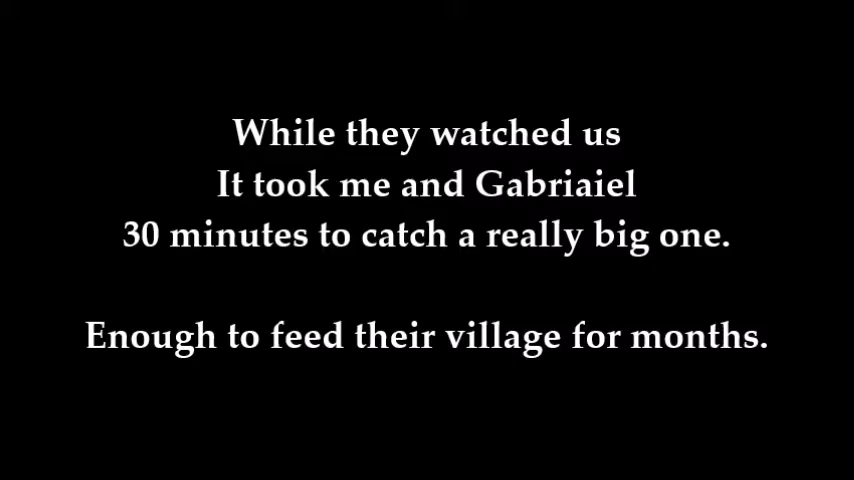 While they watched us
It took me and Gabriaiel
30 minutes to catch a really big one.
Enough to feed their village for months.